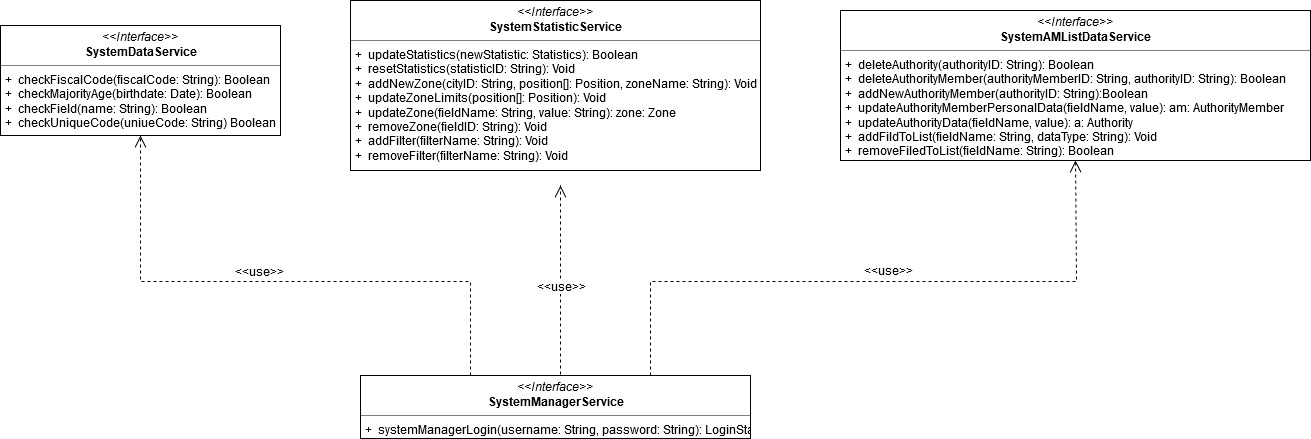 <<Interface>>
SystemDataService
+ checkFiscalCode(fiscalCode: String): Boolean
+ checkMajorityAge(birthdate: Date): Boolean
+ checkField(name: String): Boolean
+ checkUniqueCode(uniueCode: String) Boolean
<<Interface>>
SystemStatisticService
+ updateStatistics(newStatistic: Statistics): Boolean
+ resetStatistics(statisticID: String): Void
+ addNewZone(cityID: String, position[]: Position, zoneName: String): Void
+ updateZoneLimits(position[]: Position): Void
+ updateZone(fieldName: String, value: String): zone: Zone
+ removeZone(fieldID: String): Void
+ addFilter(filterName: String): Void
+ removeFilter(filterName: String): Void
<<Interface>>
SystemAMListDataService
+ deleteAuthority(authorityID: String): Boolean
+ deleteAuthorityMember(authorityMemberID: String, authorityID: String): Boolean
+ addNewAuthorityMember(authorityID: String):Boolean
+ updateAuthorityMemberPersonalData(fieldName, value): am: AuthorityMember
+ updateAuthorityData(fieldName, value): a: Authority
+ addFildToList(fieldName: String, dataType: String): Void
+ removeFiledToList(fieldName: String): Boolean
<<use>>
<<use>>
<<use>>
<<Interface>>
SystemManagerService
+ systemManagerLogin(username: String, password: String): LoginSta